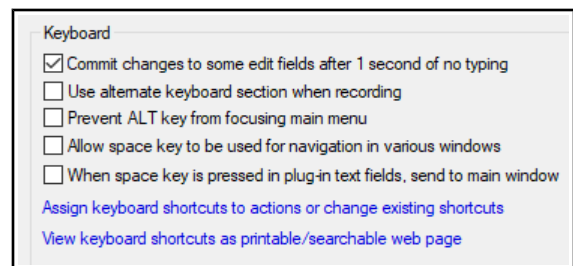 Keyboard
Commit changes to some edit fields after 1 second of no typing
Use alternate keyboard section when recording
Prevent ALT key from focusing main menu
Allow space key to be used for navigation in various windows
When space key is pressed in plug-in text fields, send to main window
Assign keyboard shortcuts to actions or change existing shortcuts
View keyboard shortcuts as printable/searchable web page